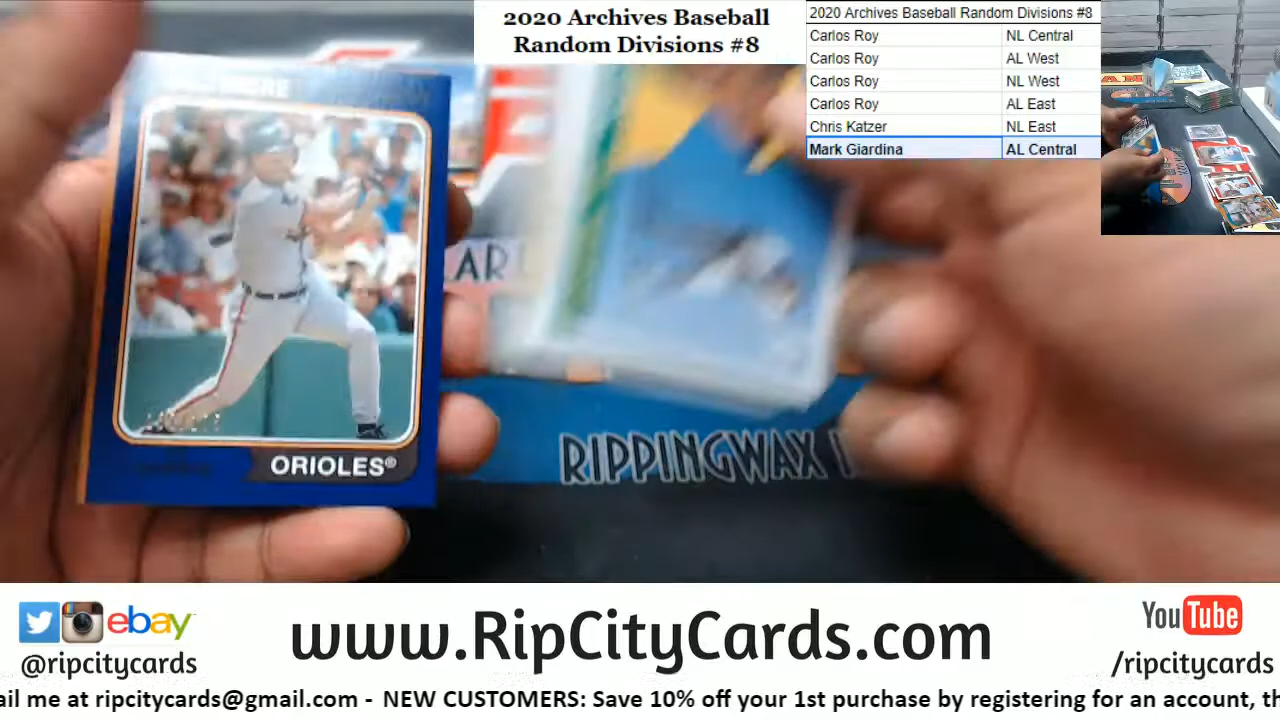 2020 Archives Baseball
Random Divisions #8
2020 Archives Baseball Random Divisions #8
Carlos Roy NL Central
Carlos Roy AL West
Carlos Roy NL West
Carlos Roy AL East
Chris Katzer NL East
Mark Giardina AL Central
ORIOLES®
RIPPINGWAX
ebay
@ripcitycards
www.RipCityCards.com
YouTube
/ripcitycards
ail me at ripcitycards@gmail.com - NEW CUSTOMERS: Save 10% off your 1st purchase by registering for an account, th